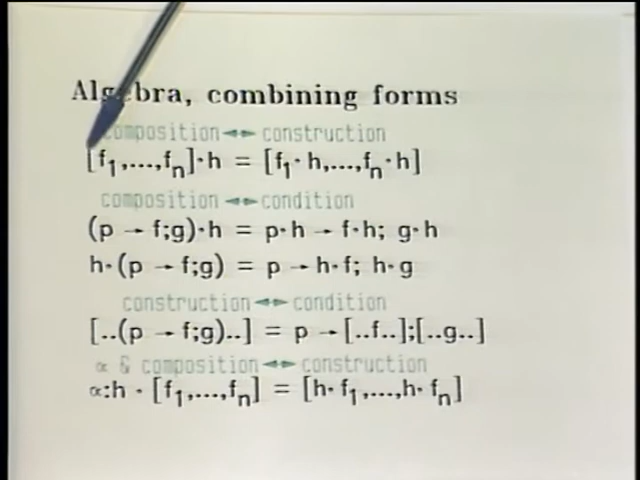 Algebra, combining forms
composition ◄► construction
[f₁,...,fₙ]·h = [f₁·h,...,fₙ·h]
composition ◄► condition
(p → f;g)·h = p·h → f·h; g·h
h·(p → f;g) = p → h·f; h·g
construction ◄► condition
[..(p → f;g)..] = p → [..f..];[..g..]
∝ & composition ◄► construction
∝:h · [f₁,...,fₙ] = [h·f₁,...,h·fₙ]